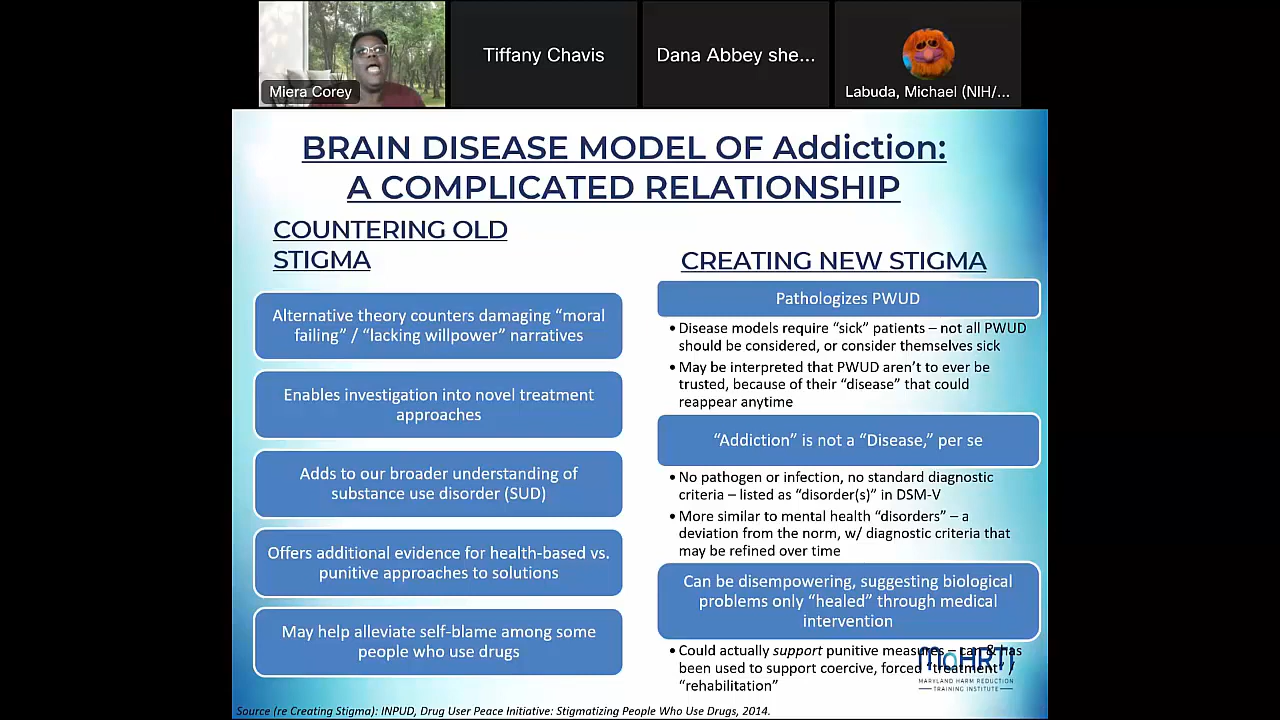 Miera Corey
Tiffany Chavis
Dana Abbey she...
Labuda, Michael (NIH/...
BRAIN DISEASE MODEL OF Addiction:
A COMPLICATED RELATIONSHIP
COUNTERING OLD
STIGMA
Alternative theory counters damaging “moral
failing” / “lacking willpower” narratives
Enables investigation into novel treatment
approaches
Adds to our broader understanding of
substance use disorder (SUD)
Offers additional evidence for health-based vs.
punitive approaches to solutions
May help alleviate self-blame among some
people who use drugs
CREATING NEW STIGMA
Pathologizes PWUD
• Disease models require “sick” patients – not all PWUD
should be considered, or consider themselves sick
• May be interpreted that PWUD aren’t to ever be
trusted, because of their “disease” that could
reappear anytime
“Addiction” is not a “Disease,” per se
• No pathogen or infection, no standard diagnostic
criteria – listed as “disorder(s)” in DSM-V
• More similar to mental health “disorders” – a
deviation from the norm, w/ diagnostic criteria that
may be refined over time
Can be disempowering, suggesting biological
problems only “healed” through medical
intervention
• Could actually support punitive measures – can & has
been used to support coercive, forced “treatment” /
“rehabilitation”
MaHRTI
MARYLAND HARM REDUCTION
TRAINING INSTITUTE
Source (re Creating Stigma): INPUD, Drug User Peace Initiative: Stigmatizing People Who Use Drugs, 2014.